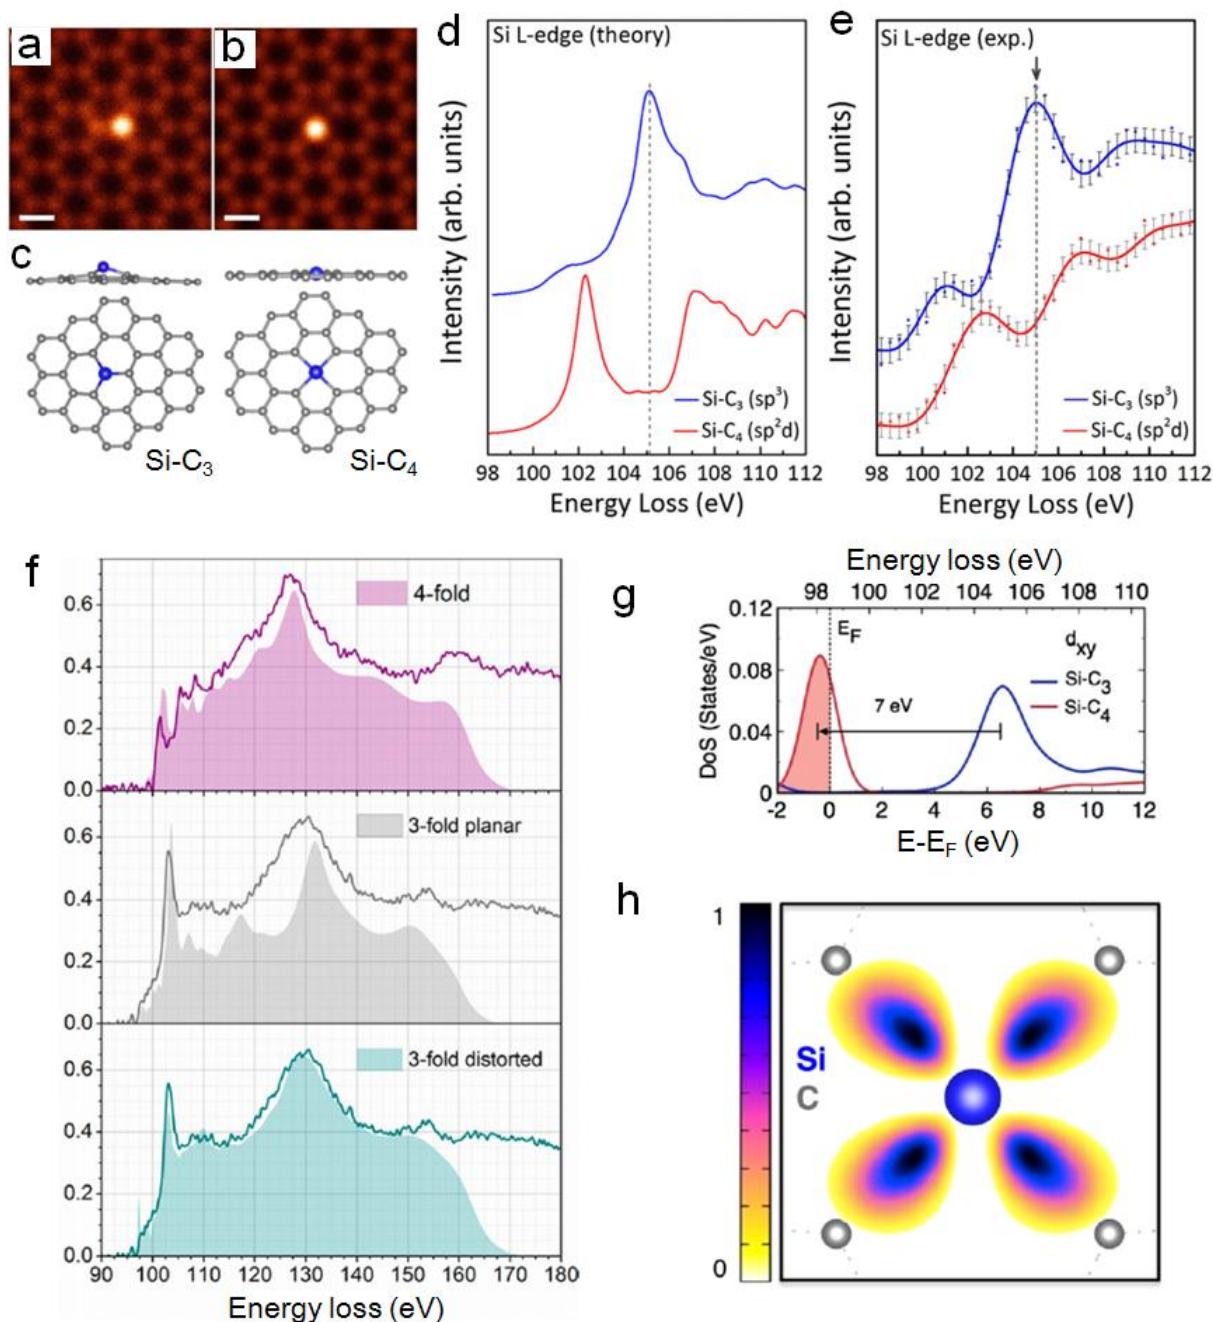 a
b
c
Si-C₃
Si-C₄
d
Si L-edge (theory)
Intensity (arb. units)
Si-C₃ (sp³)
Si-C₄ (sp²d)
98 100 102 104 106 108 110 112
Energy Loss (eV)
e
Si L-edge (exp.)
Intensity (arb. units)
Si-C₃ (sp³)
Si-C₄ (sp²d)
98 100 102 104 106 108 110 112
Energy Loss (eV)
f
4-fold
0.6
0.4
0.2
0.0
3-fold planar
0.6
0.4
0.2
0.0
3-fold distorted
0.6
0.4
0.2
0.0
90 100 110 120 130 140 150 160 170 180
Energy loss (eV)
g
Energy loss (eV)
98 100 102 104 106 108 110
DoS (States/eV)
0.12
0.08
0.04
0
E_F
d_xy
Si-C₃
Si-C₄
7 eV
-2 0 2 4 6 8 10 12
E-E_F (eV)
h
1
0
Si
C